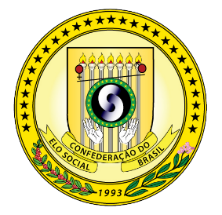 ELO SOCIAL
CONFEDERAÇÃO DO
BRASIL
1993